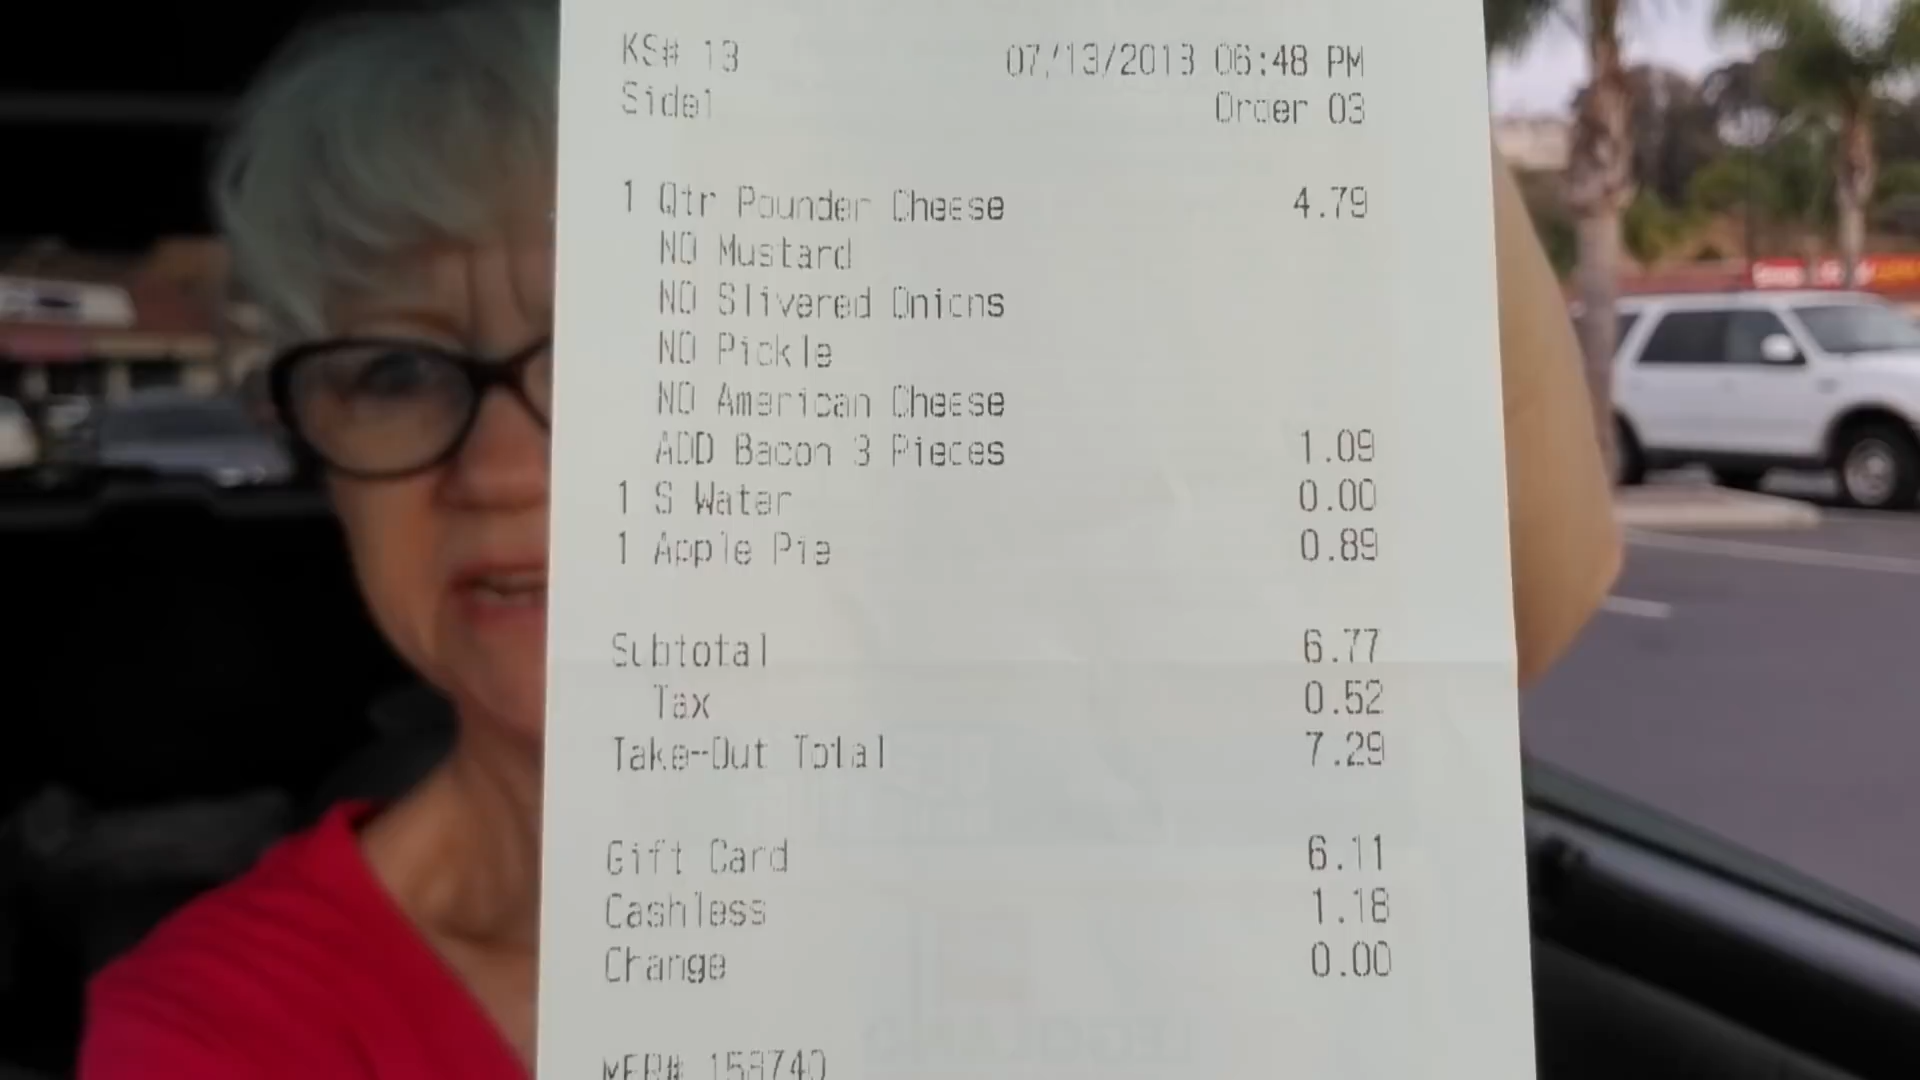 KS# 13 07/13/2013 06:48 PM
Side1 Order 03
1 Qtr Pounder Cheese 4.79
NO Mustard
NO Slivered Onions
NO Pickle
NO American Cheese
ADD Bacon 3 Pieces 1.09
1 S Water 0.00
1 Apple Pie 0.89
Subtotal 6.77
Tax 0.52
Take-Out Total 7.29
Gift Card 6.11
Cashless 1.18
Change 0.00
MER# 158740